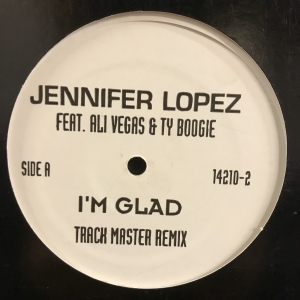 JENNIFER LOPEZ
FEAT. ALI VEGAS & TY BOOGIE
SIDE A 14210-2
I'M GLAD
TRACK MASTER REMIX